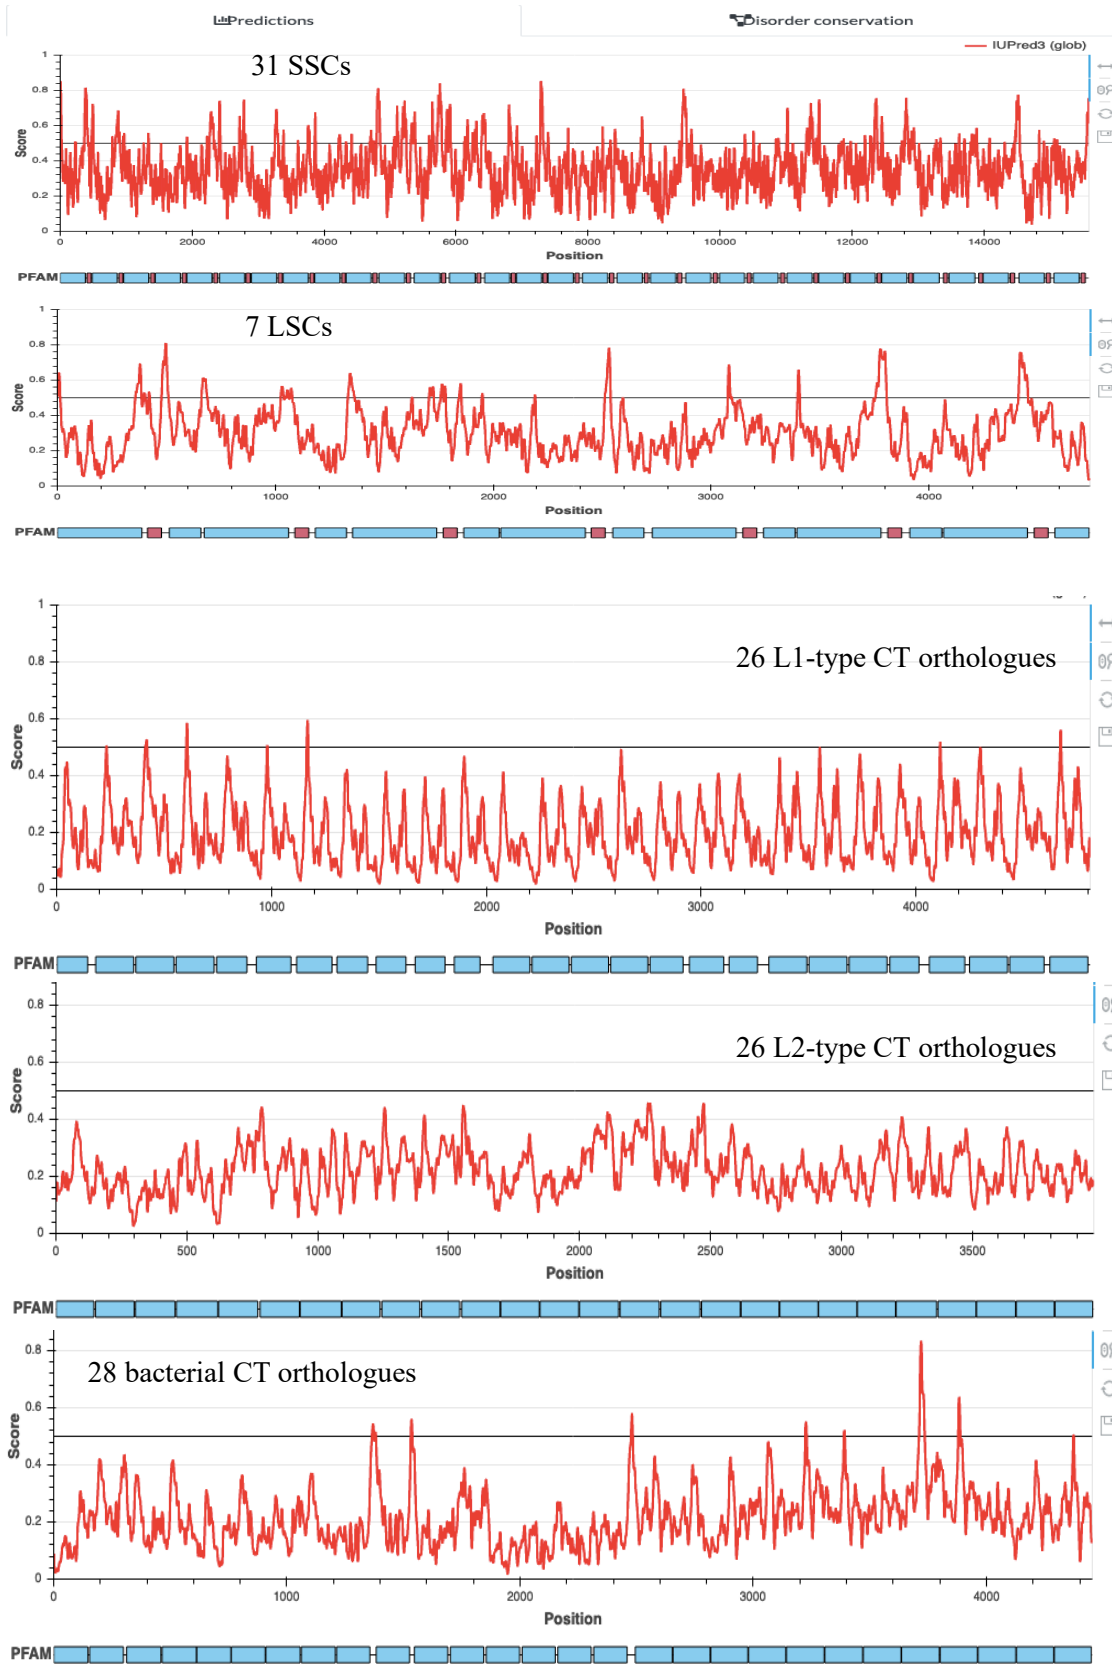 Predictions
Disorder conservation
IUPred3 (glob)
31 SSCs
1
0.8
0.6
0.4
0.2
0
Score
0 2000 4000 6000 8000 10000 12000 14000
Position
PFAM
7 LSCs
1
0.8
0.6
0.4
0.2
0
Score
0 1000 2000 3000 4000
Position
PFAM
26 L1-type CT orthologues
1
0.8
0.6
0.4
0.2
0
Score
0 1000 2000 3000 4000
Position
PFAM
26 L2-type CT orthologues
0.8
0.6
0.4
0.2
0
Score
0 500 1000 1500 2000 2500 3000 3500
Position
PFAM
28 bacterial CT orthologues
0.8
0.6
0.4
0.2
0
Score
0 1000 2000 3000 4000
Position
PFAM